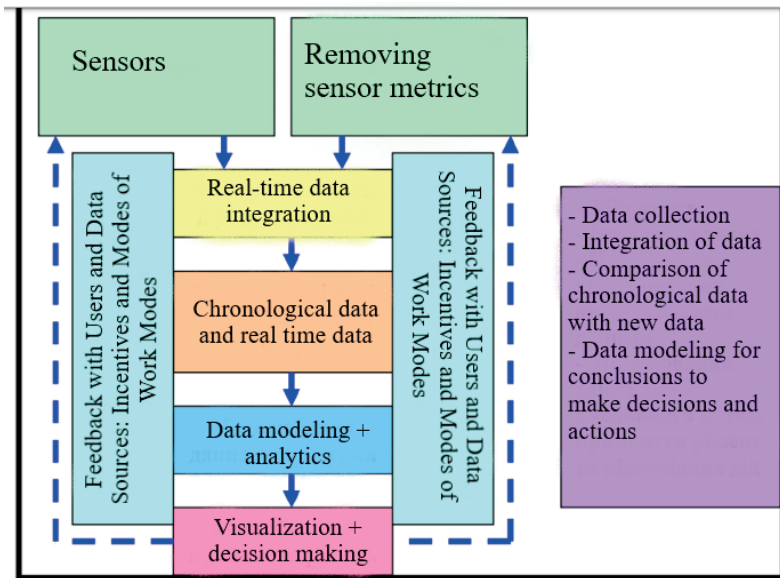 Sensors
Removing
sensor metrics
Feedback with Users and Data
Sources: Incentives and Modes of
Work Modes
Real-time data
integration
Chronological data
and real time data
Data modeling +
analytics
Visualization +
decision making
Feedback with Users and Data
Sources: Incentives and Modes of
Work Modes
- Data collection
- Integration of data
- Comparison of
chronological data
with new data
- Data modeling for
conclusions to
make decisions and
actions